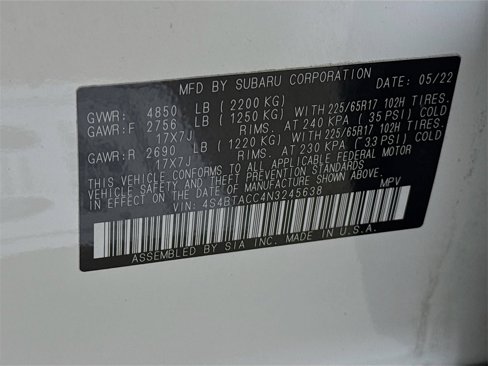 MFD BY SUBARU CORPORATION DATE: 05/22
GVWR: 4850 LB (2200 KG)
GAWR:F 2756 LB (1250 KG) WITH 225/65R17 102H TIRES.
17X7J RIMS. AT 240 KPA (35 PSI) COLD
GAWR:R 2690 LB (1220 KG) WITH 225/65R17 102H TIRES.
17X7J RIMS. AT 230 KPA (33 PSI) COLD
THIS VEHICLE CONFORMS TO ALL APPLICABLE FEDERAL MOTOR
VEHICLE SAFETY AND THEFT PREVENTION STANDARDS
IN EFFECT ON THE DATE OF MANUFACTURE SHOWN ABOVE.
VIN: 4S4BTACC4N3245638 MPV
ASSEMBLED BY SIA INC. MADE IN U.S.A.